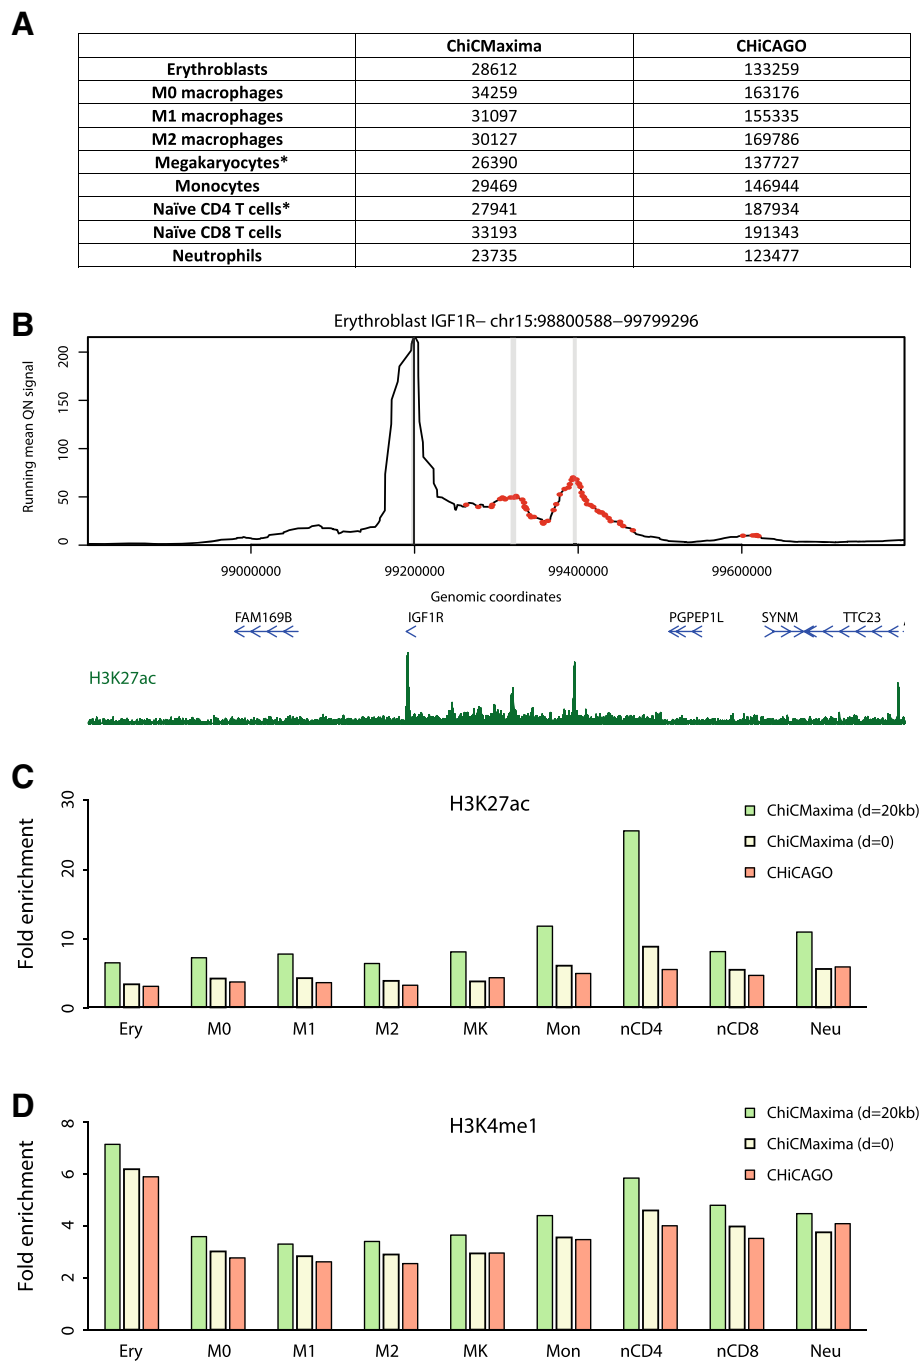 A
ChiCMaxima CHiCAGO
Erythroblasts 28612 133259
M0 macrophages 34259 163176
M1 macrophages 31097 155335
M2 macrophages 30127 169786
Megakaryocytes* 26390 137727
Monocytes 29469 146944
Naïve CD4 T cells* 27941 187934
Naïve CD8 T cells 33193 191343
Neutrophils 23735 123477
B
Erythroblast IGF1R– chr15:98800588–99799296
Running mean QN signal
200
150
100
50
0
99000000 99200000 99400000 99600000
Genomic coordinates
FAM169B IGF1R PGPEP1L SYNM TTC23
H3K27ac
C
H3K27ac
Fold enrichment
30
20
10
0
ChiCMaxima (d=20kb)
ChiCMaxima (d=0)
CHiCAGO
Ery M0 M1 M2 MK Mon nCD4 nCD8 Neu
D
H3K4me1
Fold enrichment
8
6
4
2
0
ChiCMaxima (d=20kb)
ChiCMaxima (d=0)
CHiCAGO
Ery M0 M1 M2 MK Mon nCD4 nCD8 Neu